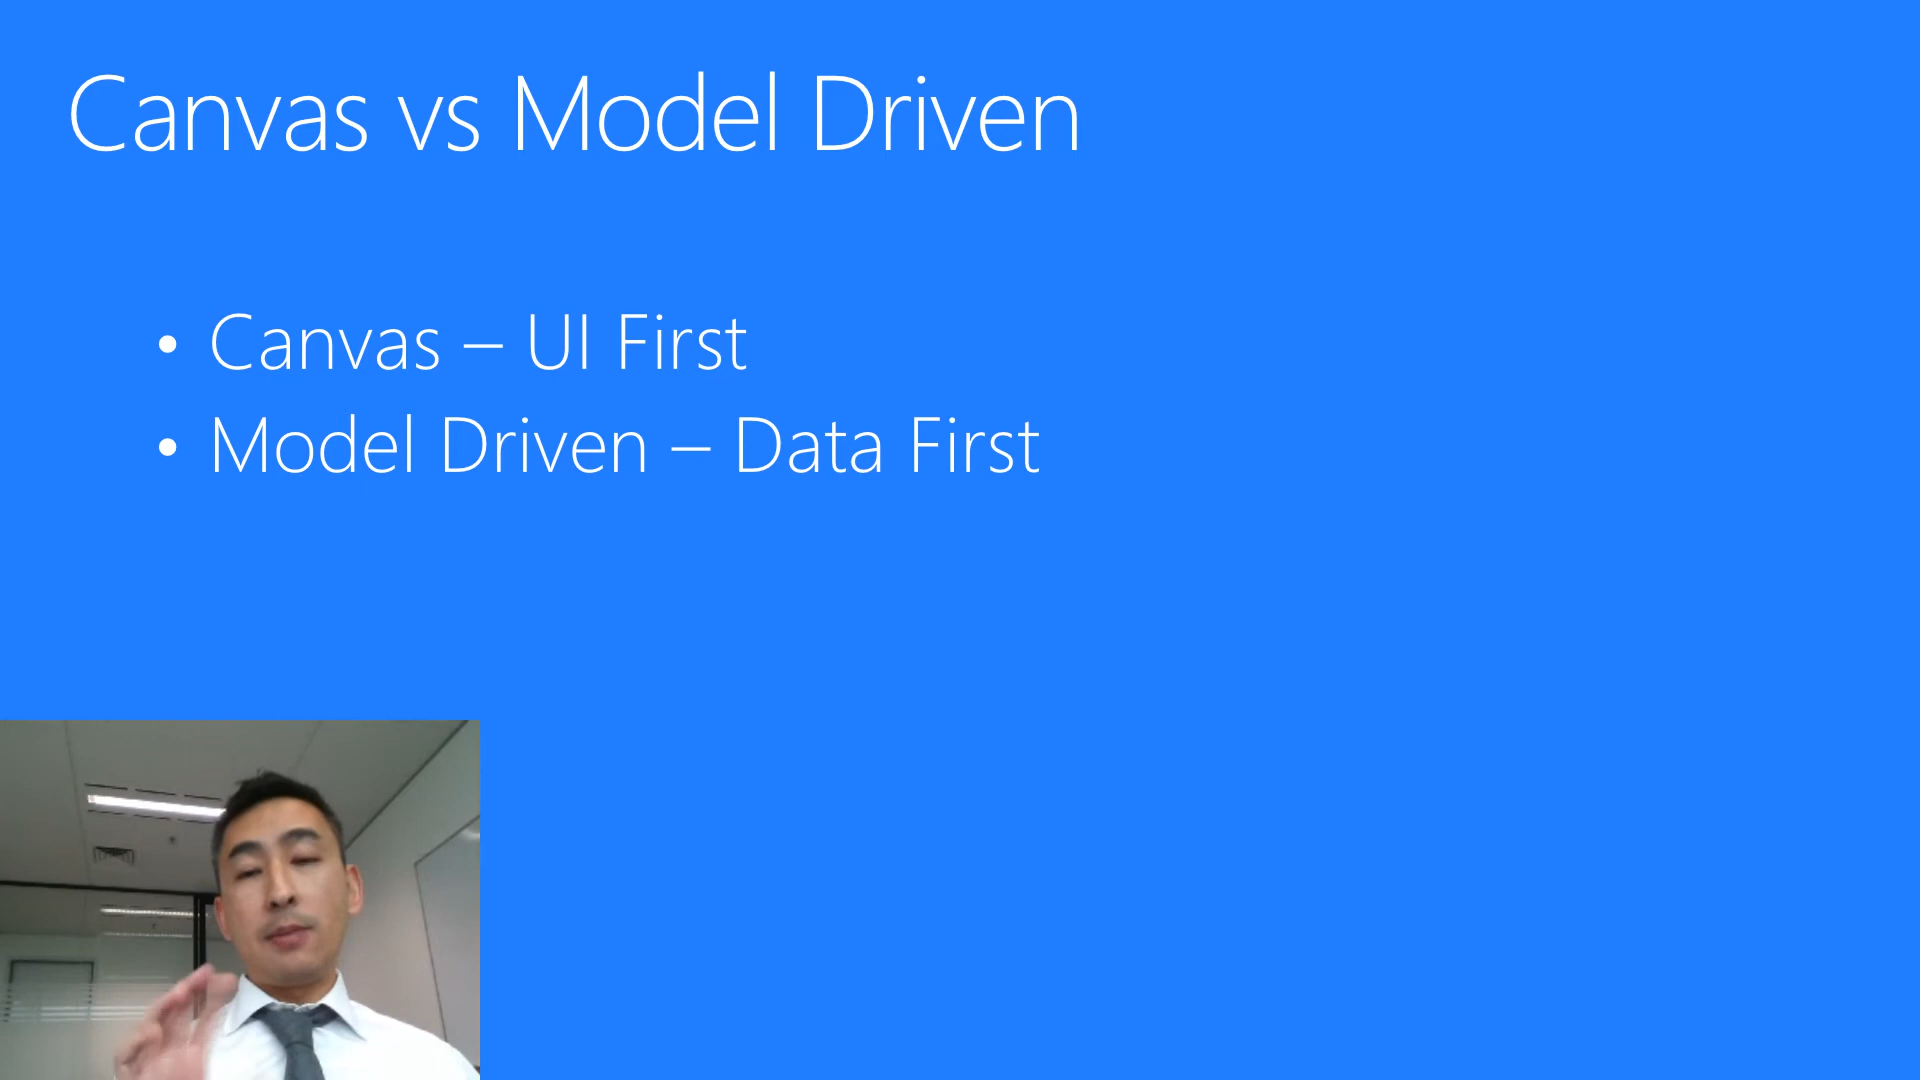 Canvas vs Model Driven
• Canvas – UI First
• Model Driven – Data First